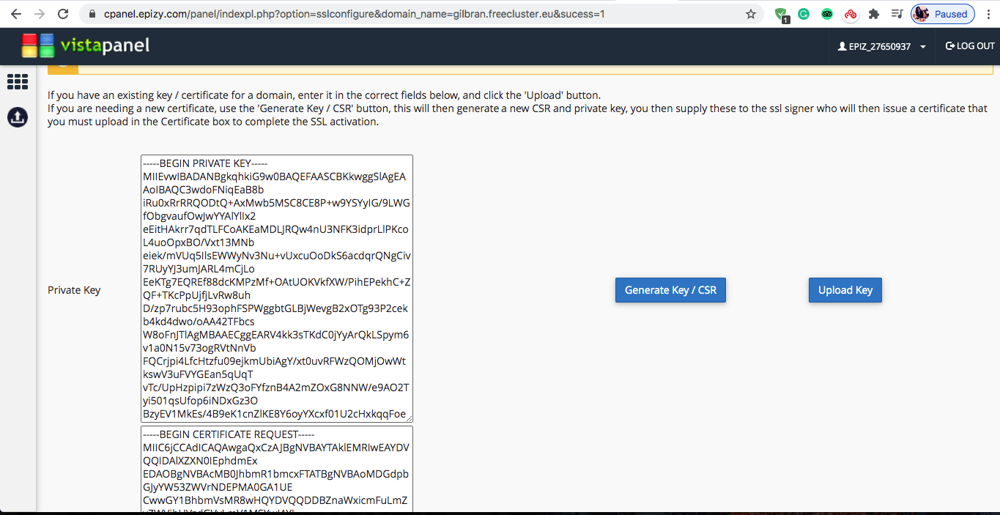 cpanel.epizy.com/panel/indexpl.php?option=sslconfigure&domain_name=gilbran.freecluster.eu&sucess=1
1
Paused
vistapanel
EPIZ_27650937
LOG OUT
If you have an existing key / certificate for a domain, enter it in the correct fields below, and click the 'Upload' button.
If you are needing a new certificate, use the 'Generate Key / CSR' button, this will then generate a new CSR and private key, you then supply these to the ssl signer who will then issue a certificate that
you must upload in the Certificate box to complete the SSL activation.
Private Key
-----BEGIN PRIVATE KEY-----
MIIEvwIBADANBgkqhkiG9w0BAQEFAASCBKkwggSlAgEA
AoIBAQC3wdoFNiqEaB8b
iRu0xRrRRQODtQ+AxMwb5MSC8CE8P+w9YSYyIG/9LWG
fObgvaufOwJwYYAlYlIx2
eEitHAkrr7qdTLFCoAKEaMDLJRQw4nU3NFK3idprLlPKco
L4uoOpxBO/Vxt13MNb
eiek/mVUq5IlsEWWyNv3Nu+vUxcuOoDkS6acdqrQNgCiv
7RUyYJ3umJARL4mCjLo
EeKTg7EQREf88dcKMPzMf+OAtUOKVkfXW/PihEPekhC+Z
QF+TKcPpUjfjLvRw8uh
D/zp7rubc5H93ophFSPWggbtGLBjWevgB2xOTg93P2cek
b4kd4dwo/oAA42TFbcs
W8oFnJTlAgMBAAECggEARV4kk3sTKdC0jYyArQkLSpym6
v1a0N15v73ogRVtNnVb
FQCrjpi4LfcHtzfu09ejkmUbiAgY/xt0uvRFWzQOMjOwWt
kswV3uFVYGEan5qUqT
vTc/UpHzpipi7zWzQ3oFYfznB4A2mZOxG8NNW/e9AO2T
yi501qsUfop6iNDxGz3O
BzyEV1MkEs/4B9eK1cnZlKE8Y6oyYXcxf01U2cHxkqqFoe
Generate Key / CSR
Upload Key
-----BEGIN CERTIFICATE REQUEST-----
MIIC6jCCAdICAQAwgaQxCzAJBgNVBAYTAklEMRIwEAYDV
QQIDAlXZXN0IEphdmEx
EDAOBgNVBAcMB0JhbmR1bmcxFTATBgNVBAoMDGdpb
GJyYW53ZWVrNDEPMA0GA1UE
CwwGY1BhbmVsMR8wHQYDVQQDDBZnaWxicmFuLmZ